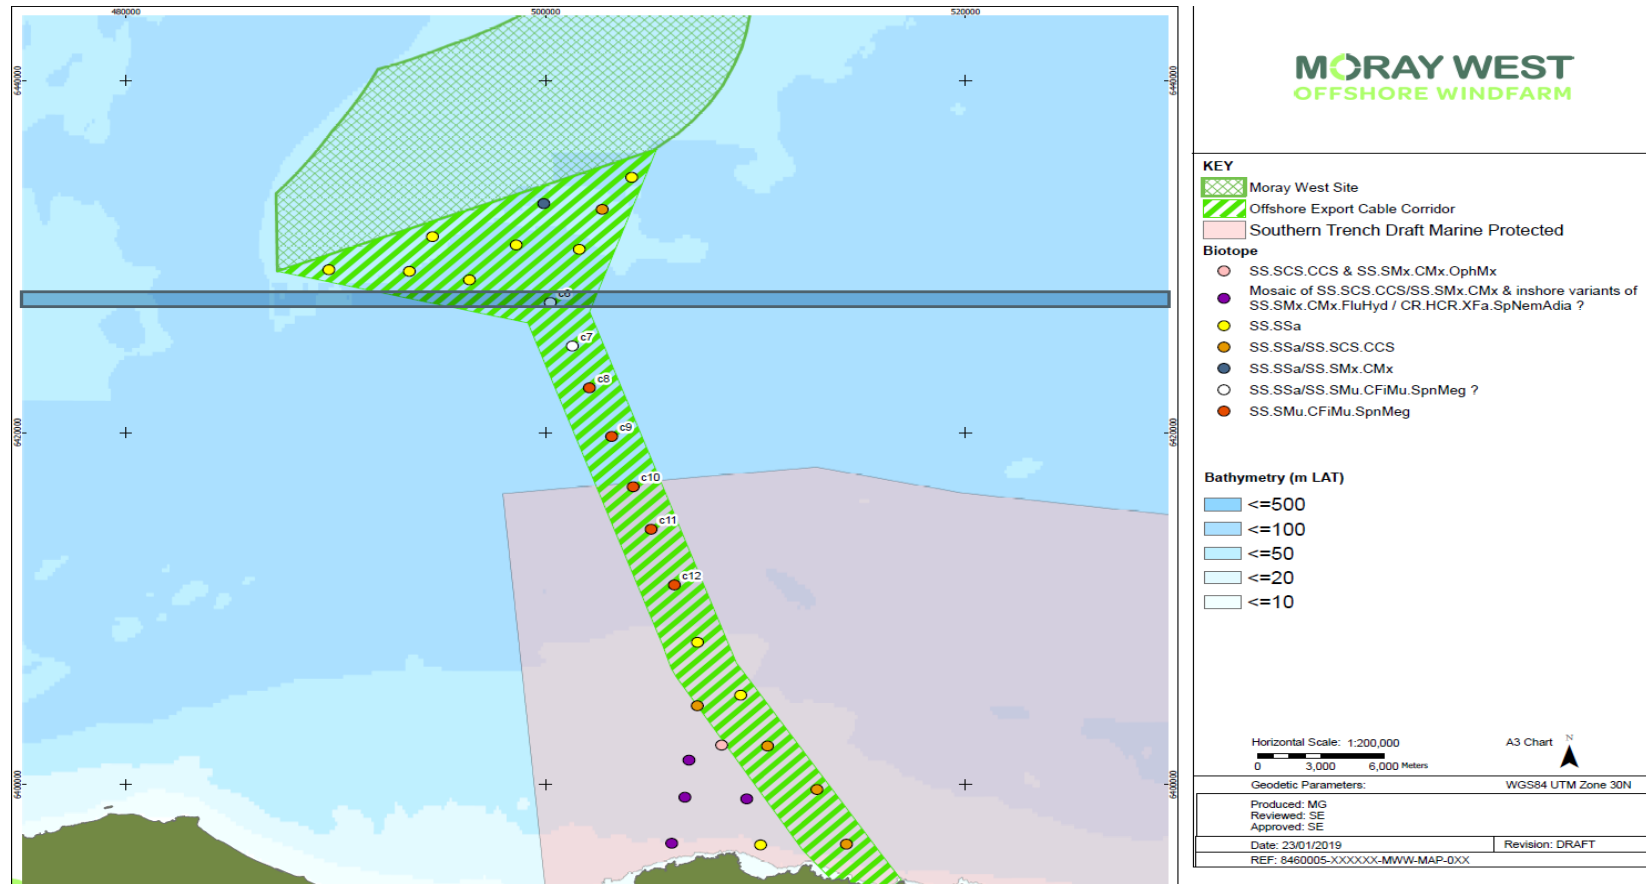 480000
500000
520000
6440000
6440000
c6
c7
c8
6420000
6420000
c9
c10
c11
c12
6400000
6400000
MORAY WEST
OFFSHORE WINDFARM
KEY
Moray West Site
Offshore Export Cable Corridor
Southern Trench Draft Marine Protected
Biotope
SS.SCS.CCS & SS.SMx.CMx.OphMx
Mosaic of SS.SCS.CCS/SS.SMx.CMx & inshore variants of
SS.SMx.CMx.FluHyd / CR.HCR.XFa.SpNemAdia ?
SS.SSa
SS.SSa/SS.SCS.CCS
SS.SSa/SS.SMx.CMx
SS.SSa/SS.SMu.CFiMu.SpnMeg ?
SS.SMu.CFiMu.SpnMeg
Bathymetry (m LAT)
<=500
<=100
<=50
<=20
<=10
Horizontal Scale: 1:200,000
A3 Chart
N
0 3,000 6,000 Meters
Geodetic Parameters: WGS84 UTM Zone 30N
Produced: MG
Reviewed: SE
Approved: SE
Date: 23/01/2019
Revision: DRAFT
REF: 8460005-XXXXXX-MWW-MAP-0XX